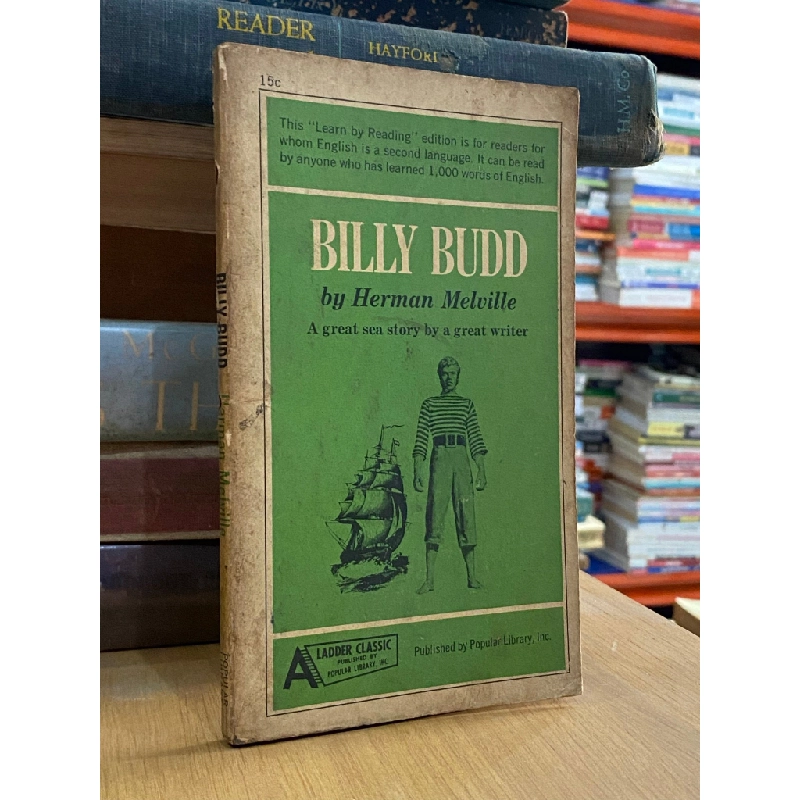 READER
HAYFORD
H.M. Co
15c
This "Learn by Reading" edition is for readers for
whom English is a second language. It can be read
by anyone who has learned 1,000 words of English.
BILLY BUDD
by Herman Melville
A great sea story by a great writer
A LADDER CLASSIC
PUBLISHED BY
POPULAR LIBRARY, INC.
Published by Popular Library, Inc.
BILLY BUDD
Herman Melville
POPULAR